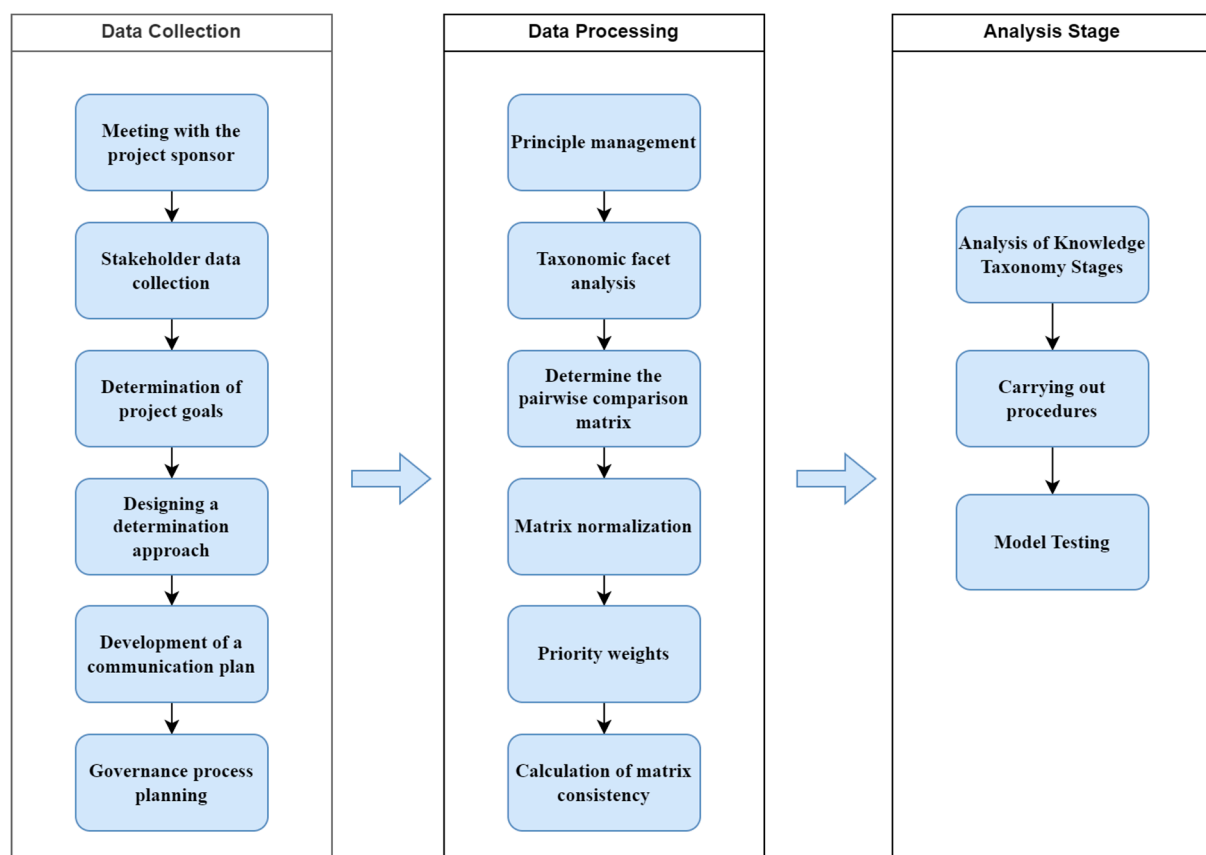 Data Collection
Meeting with the
project sponsor
Stakeholder data
collection
Determination of
project goals
Designing a
determination
approach
Development of a
communication plan
Governance process
planning
Data Processing
Principle management
Taxonomic facet
analysis
Determine the
pairwise comparison
matrix
Matrix normalization
Priority weights
Calculation of matrix
consistency
Analysis Stage
Analysis of Knowledge
Taxonomy Stages
Carrying out
procedures
Model Testing